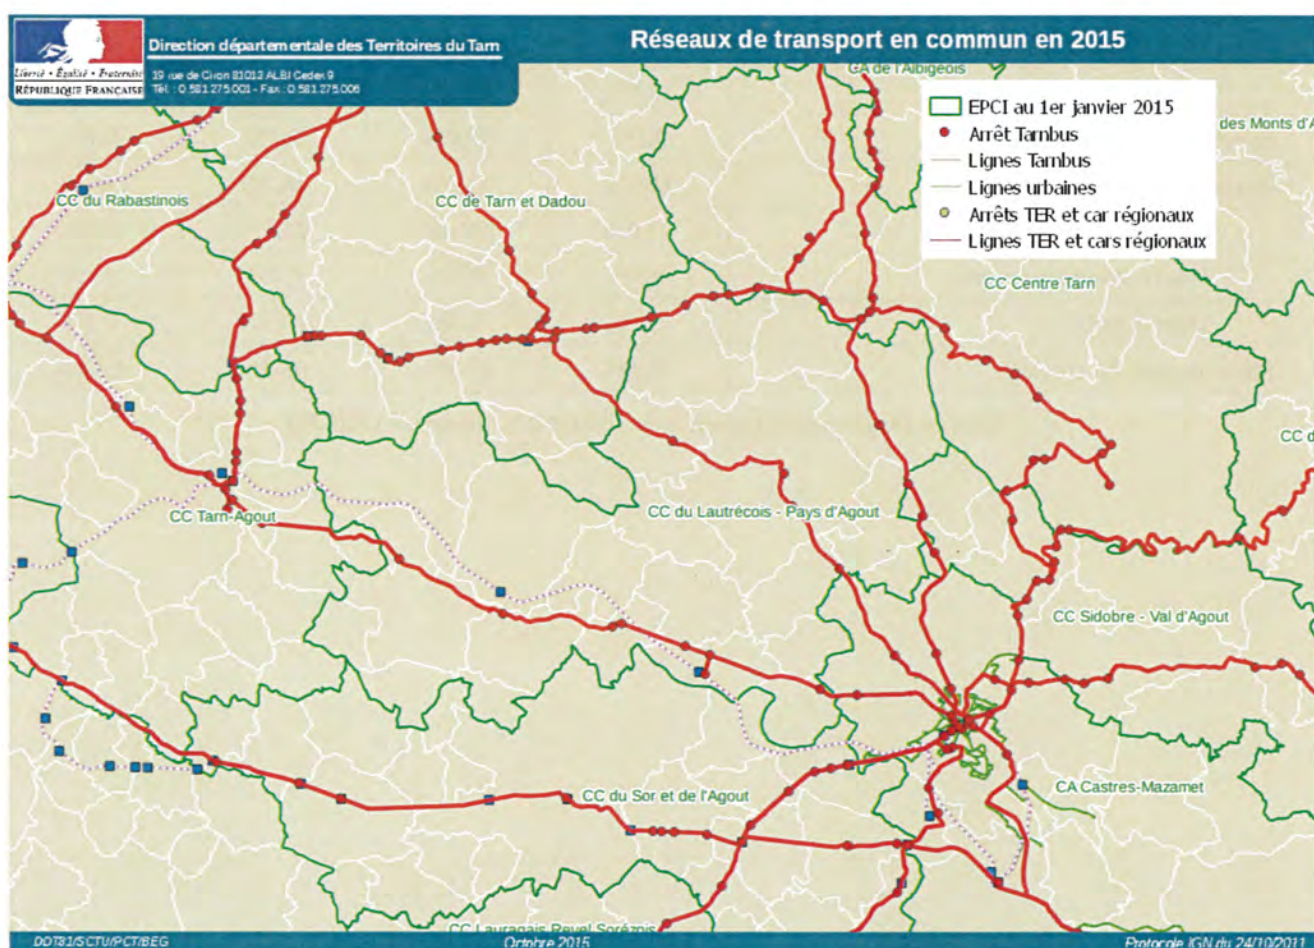 Liberté • Égalité • Fraternité
RÉPUBLIQUE FRANÇAISE
Direction départementale des Territoires du Tarn
19 rue de Ciron 81013 ALBI Cedex 9
Tél. : 0.581.275.001 - Fax : 0.581.275.006
Réseaux de transport en commun en 2015
CA de l'Albigeois
EPCI au 1er janvier 2015
Arrêt Tarnbus
Lignes Tarnbus
Lignes urbaines
Arrêts TER et car régionaux
Lignes TER et cars régionaux
des Monts d'A
CC du Rabastinois
CC de Tarn et Dadou
CC Centre Tarn
CC d
CC Tarn-Agout
CC du Lautrécois - Pays d'Agout
CC Sidobre - Val d'Agout
CA Castres-Mazamet
CC du Sor et de l'Agout
CC Lauragais Revel Sorézois
DDT81/SCTU/PCT/BEG
Octobre 2015
Protocole IGN du 24/10/2011